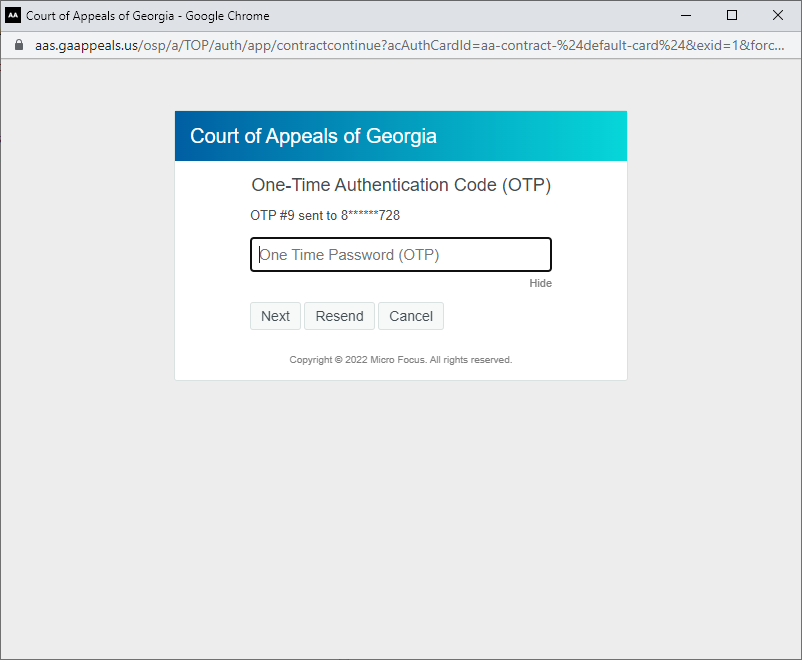 AA Court of Appeals of Georgia - Google Chrome
aas.gaappeals.us/osp/a/TOP/auth/app/contractcontinue?acAuthCardId=aa-contract-%24default-card%24&exid=1&forc...
Court of Appeals of Georgia
One-Time Authentication Code (OTP)
OTP #9 sent to 8******728
One Time Password (OTP)
Hide
Next Resend Cancel
Copyright © 2022 Micro Focus. All rights reserved.